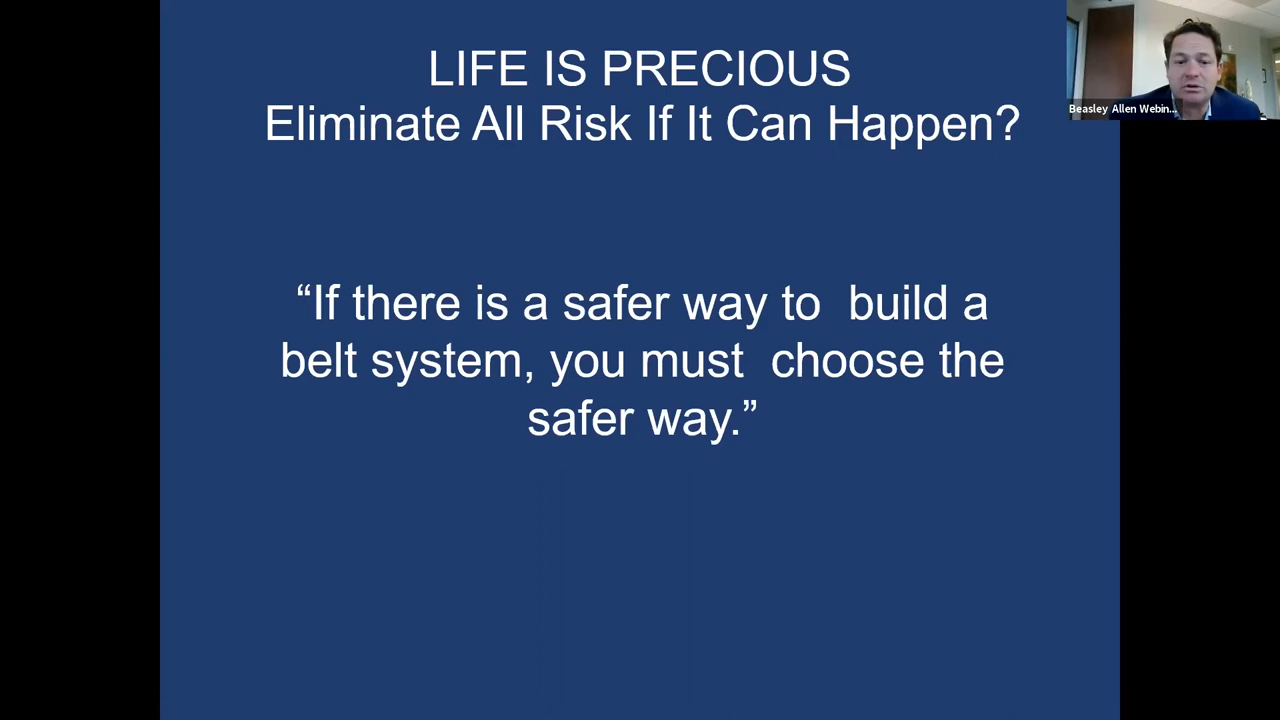 LIFE IS PRECIOUS
Eliminate All Risk If It Can Happen?
“If there is a safer way to  build a
belt system, you must  choose the
safer way.”
Beasley Allen Webin...